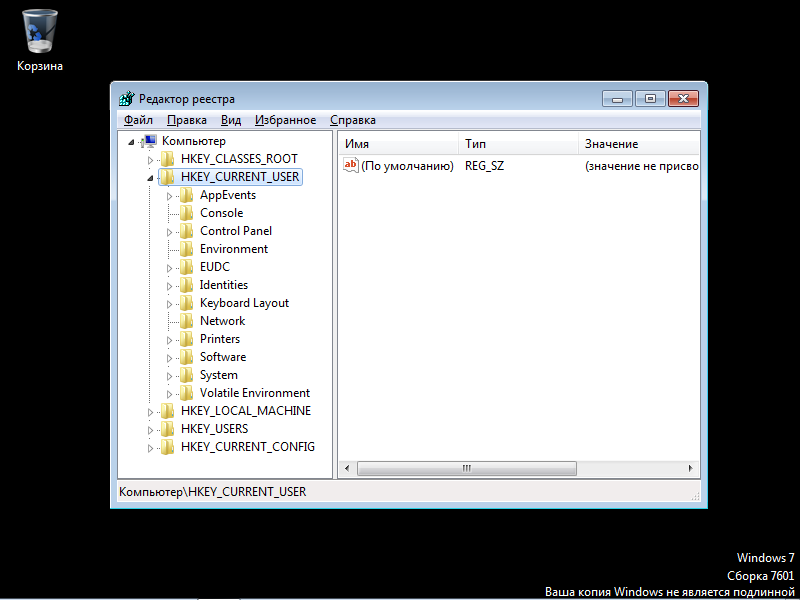 Корзина
Редактор реестра
Файл Правка Вид Избранное Справка
Компьютер
HKEY_CLASSES_ROOT
HKEY_CURRENT_USER
AppEvents
Console
Control Panel
Environment
EUDC
Identities
Keyboard Layout
Network
Printers
Software
System
Volatile Environment
HKEY_LOCAL_MACHINE
HKEY_USERS
HKEY_CURRENT_CONFIG
Имя Тип Значение
ab (По умолчанию) REG_SZ (значение не присво
Компьютер\HKEY_CURRENT_USER
Windows 7
Сборка 7601
Ваша копия Windows не является подлинной